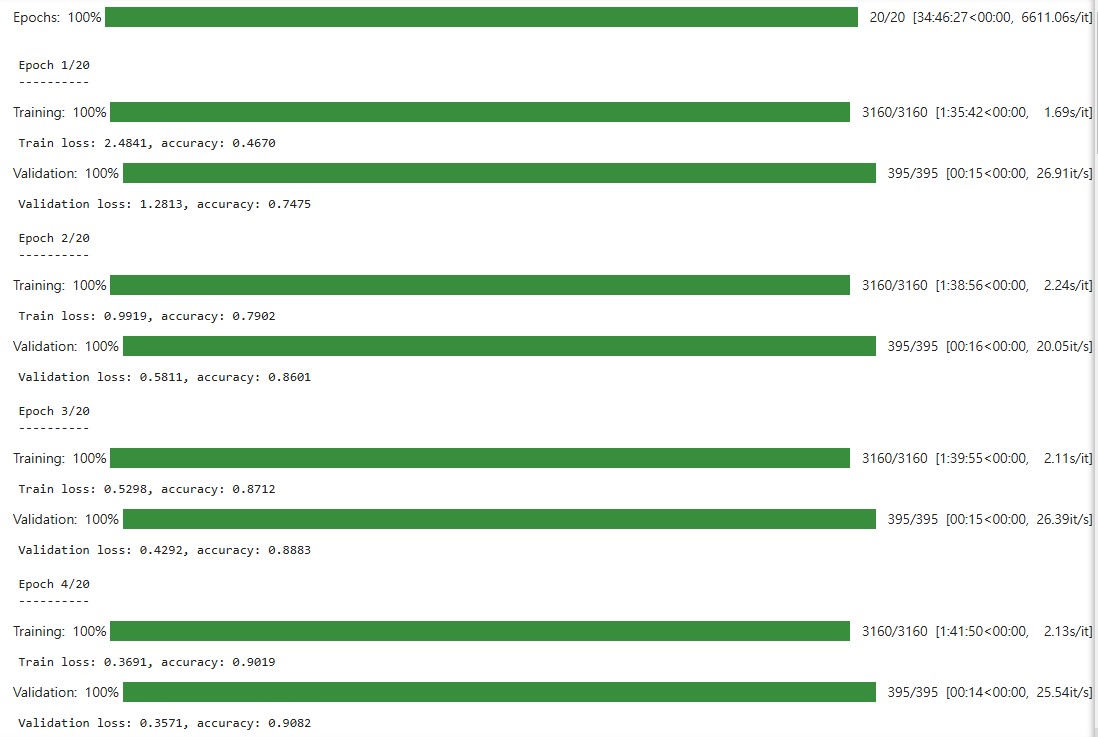 Epochs: 100% 20/20 [34:46:27<00:00, 6611.06s/it]
Epoch 1/20
----------
Training: 100% 3160/3160 [1:35:42<00:00, 1.69s/it]
Train loss: 2.4841, accuracy: 0.4670
Validation: 100% 395/395 [00:15<00:00, 26.91it/s]
Validation loss: 1.2813, accuracy: 0.7475
Epoch 2/20
----------
Training: 100% 3160/3160 [1:38:56<00:00, 2.24s/it]
Train loss: 0.9919, accuracy: 0.7902
Validation: 100% 395/395 [00:16<00:00, 20.05it/s]
Validation loss: 0.5811, accuracy: 0.8601
Epoch 3/20
----------
Training: 100% 3160/3160 [1:39:55<00:00, 2.11s/it]
Train loss: 0.5298, accuracy: 0.8712
Validation: 100% 395/395 [00:15<00:00, 26.39it/s]
Validation loss: 0.4292, accuracy: 0.8883
Epoch 4/20
----------
Training: 100% 3160/3160 [1:41:50<00:00, 2.13s/it]
Train loss: 0.3691, accuracy: 0.9019
Validation: 100% 395/395 [00:14<00:00, 25.54it/s]
Validation loss: 0.3571, accuracy: 0.9082